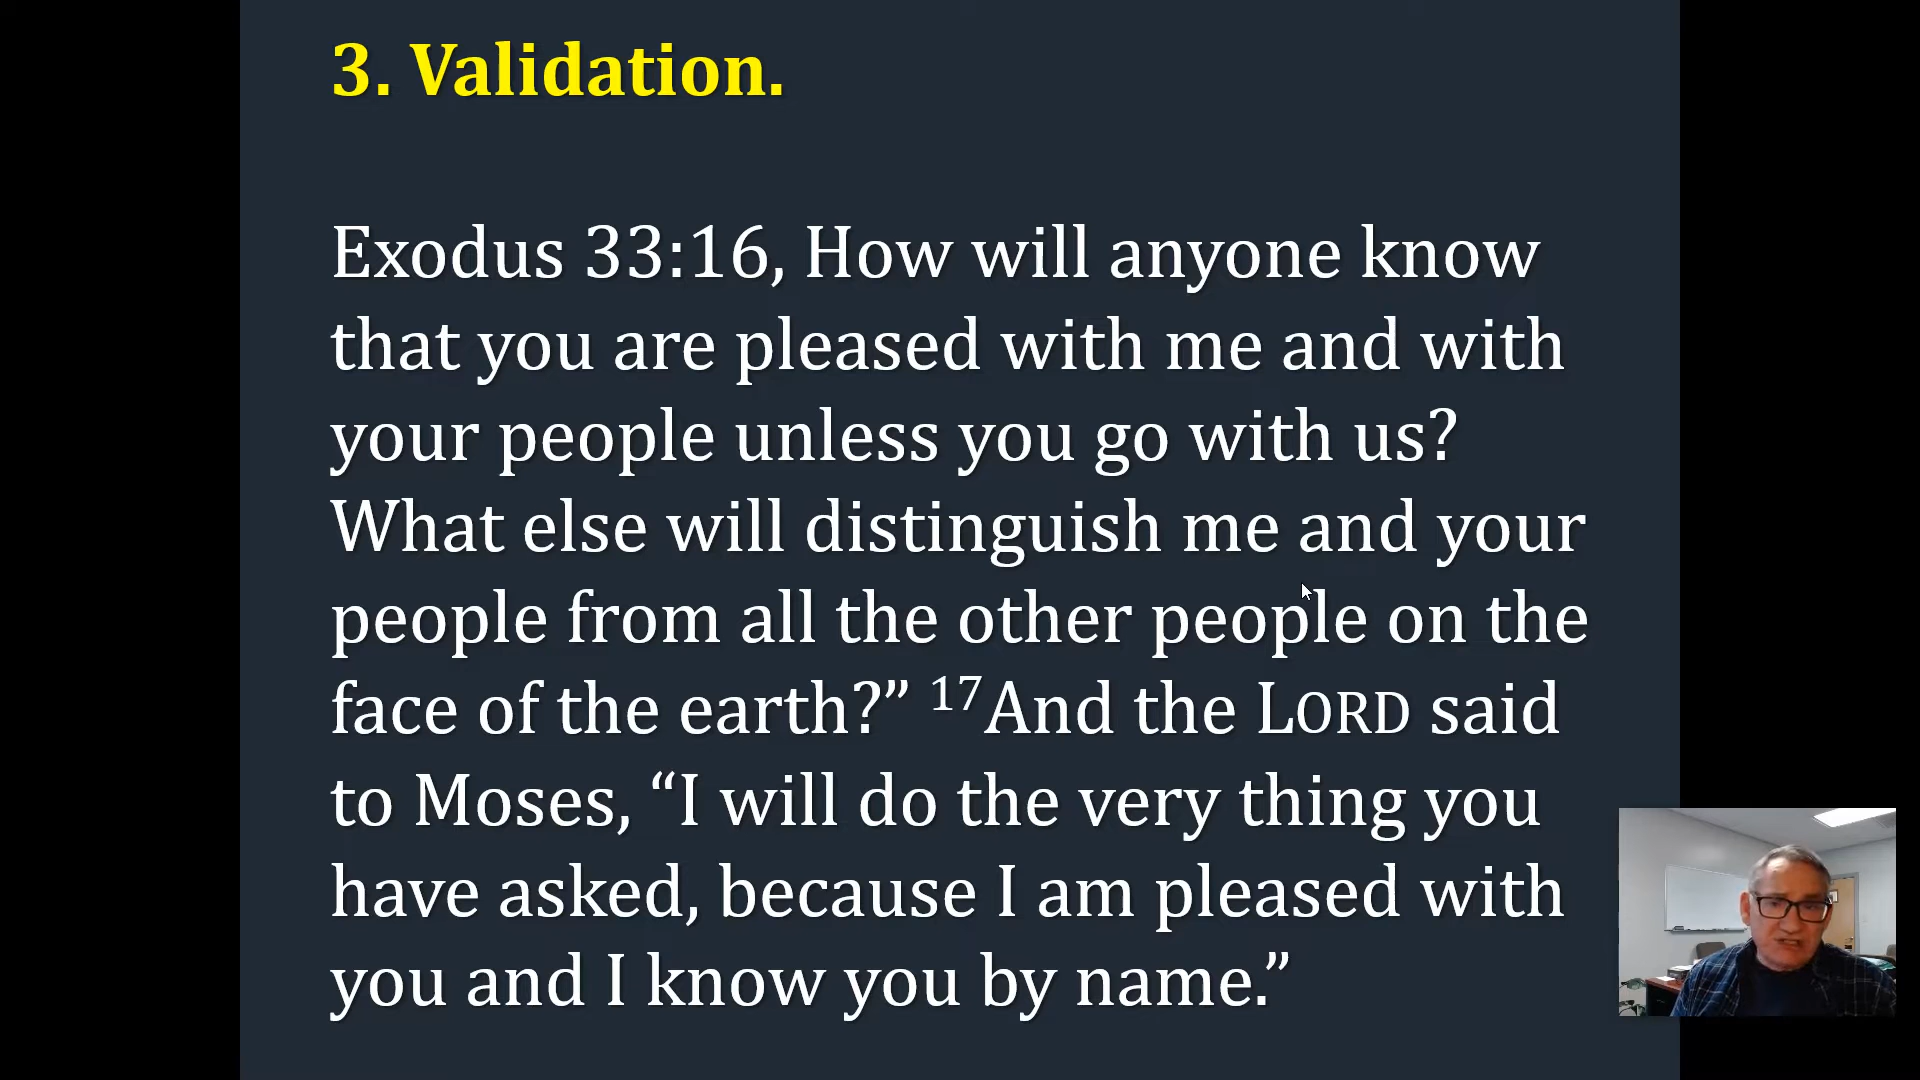 3. Validation.
Exodus 33:16, How will anyone know
that you are pleased with me and with
your people unless you go with us?
What else will distinguish me and your
people from all the other people on the
face of the earth?” 17And the LORD said
to Moses, “I will do the very thing you
have asked, because I am pleased with
you and I know you by name.”